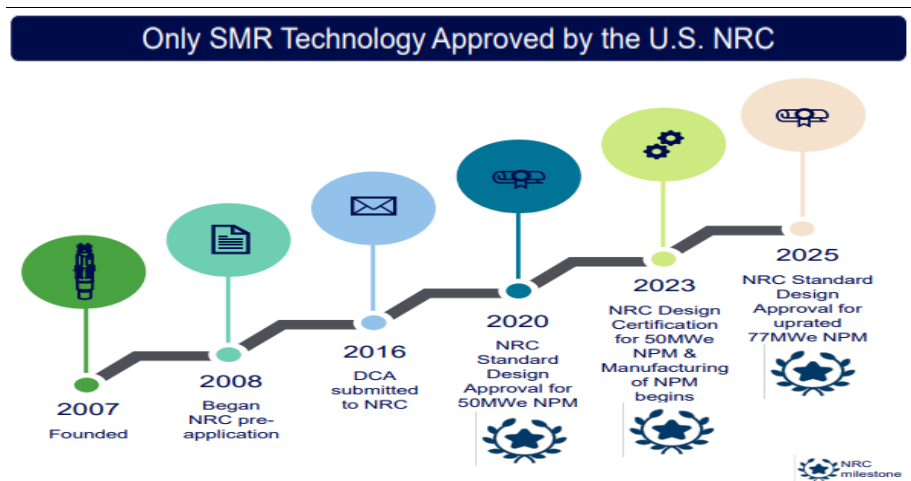 Only SMR Technology Approved by the U.S. NRC
2007
Founded
2008
Began
NRC pre-
application
2016
DCA
submitted
to NRC
2020
NRC
Standard
Design
Approval for
50MWe NPM
2023
NRC Design
Certification
for 50MWe
NPM &
Manufacturing
of NPM
begins
2025
NRC Standard
Design
Approval for
uprated
77MWe NPM
NRC
milestone